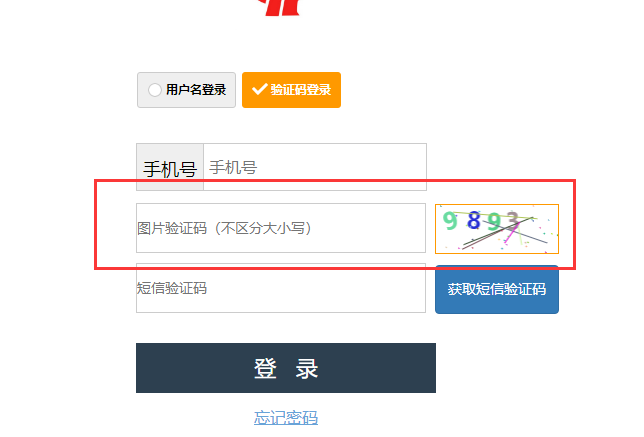 用户名登录 验证码登录
手机号 手机号
图片验证码（不区分大小写） 9893
短信验证码 获取短信验证码
登 录
忘记密码